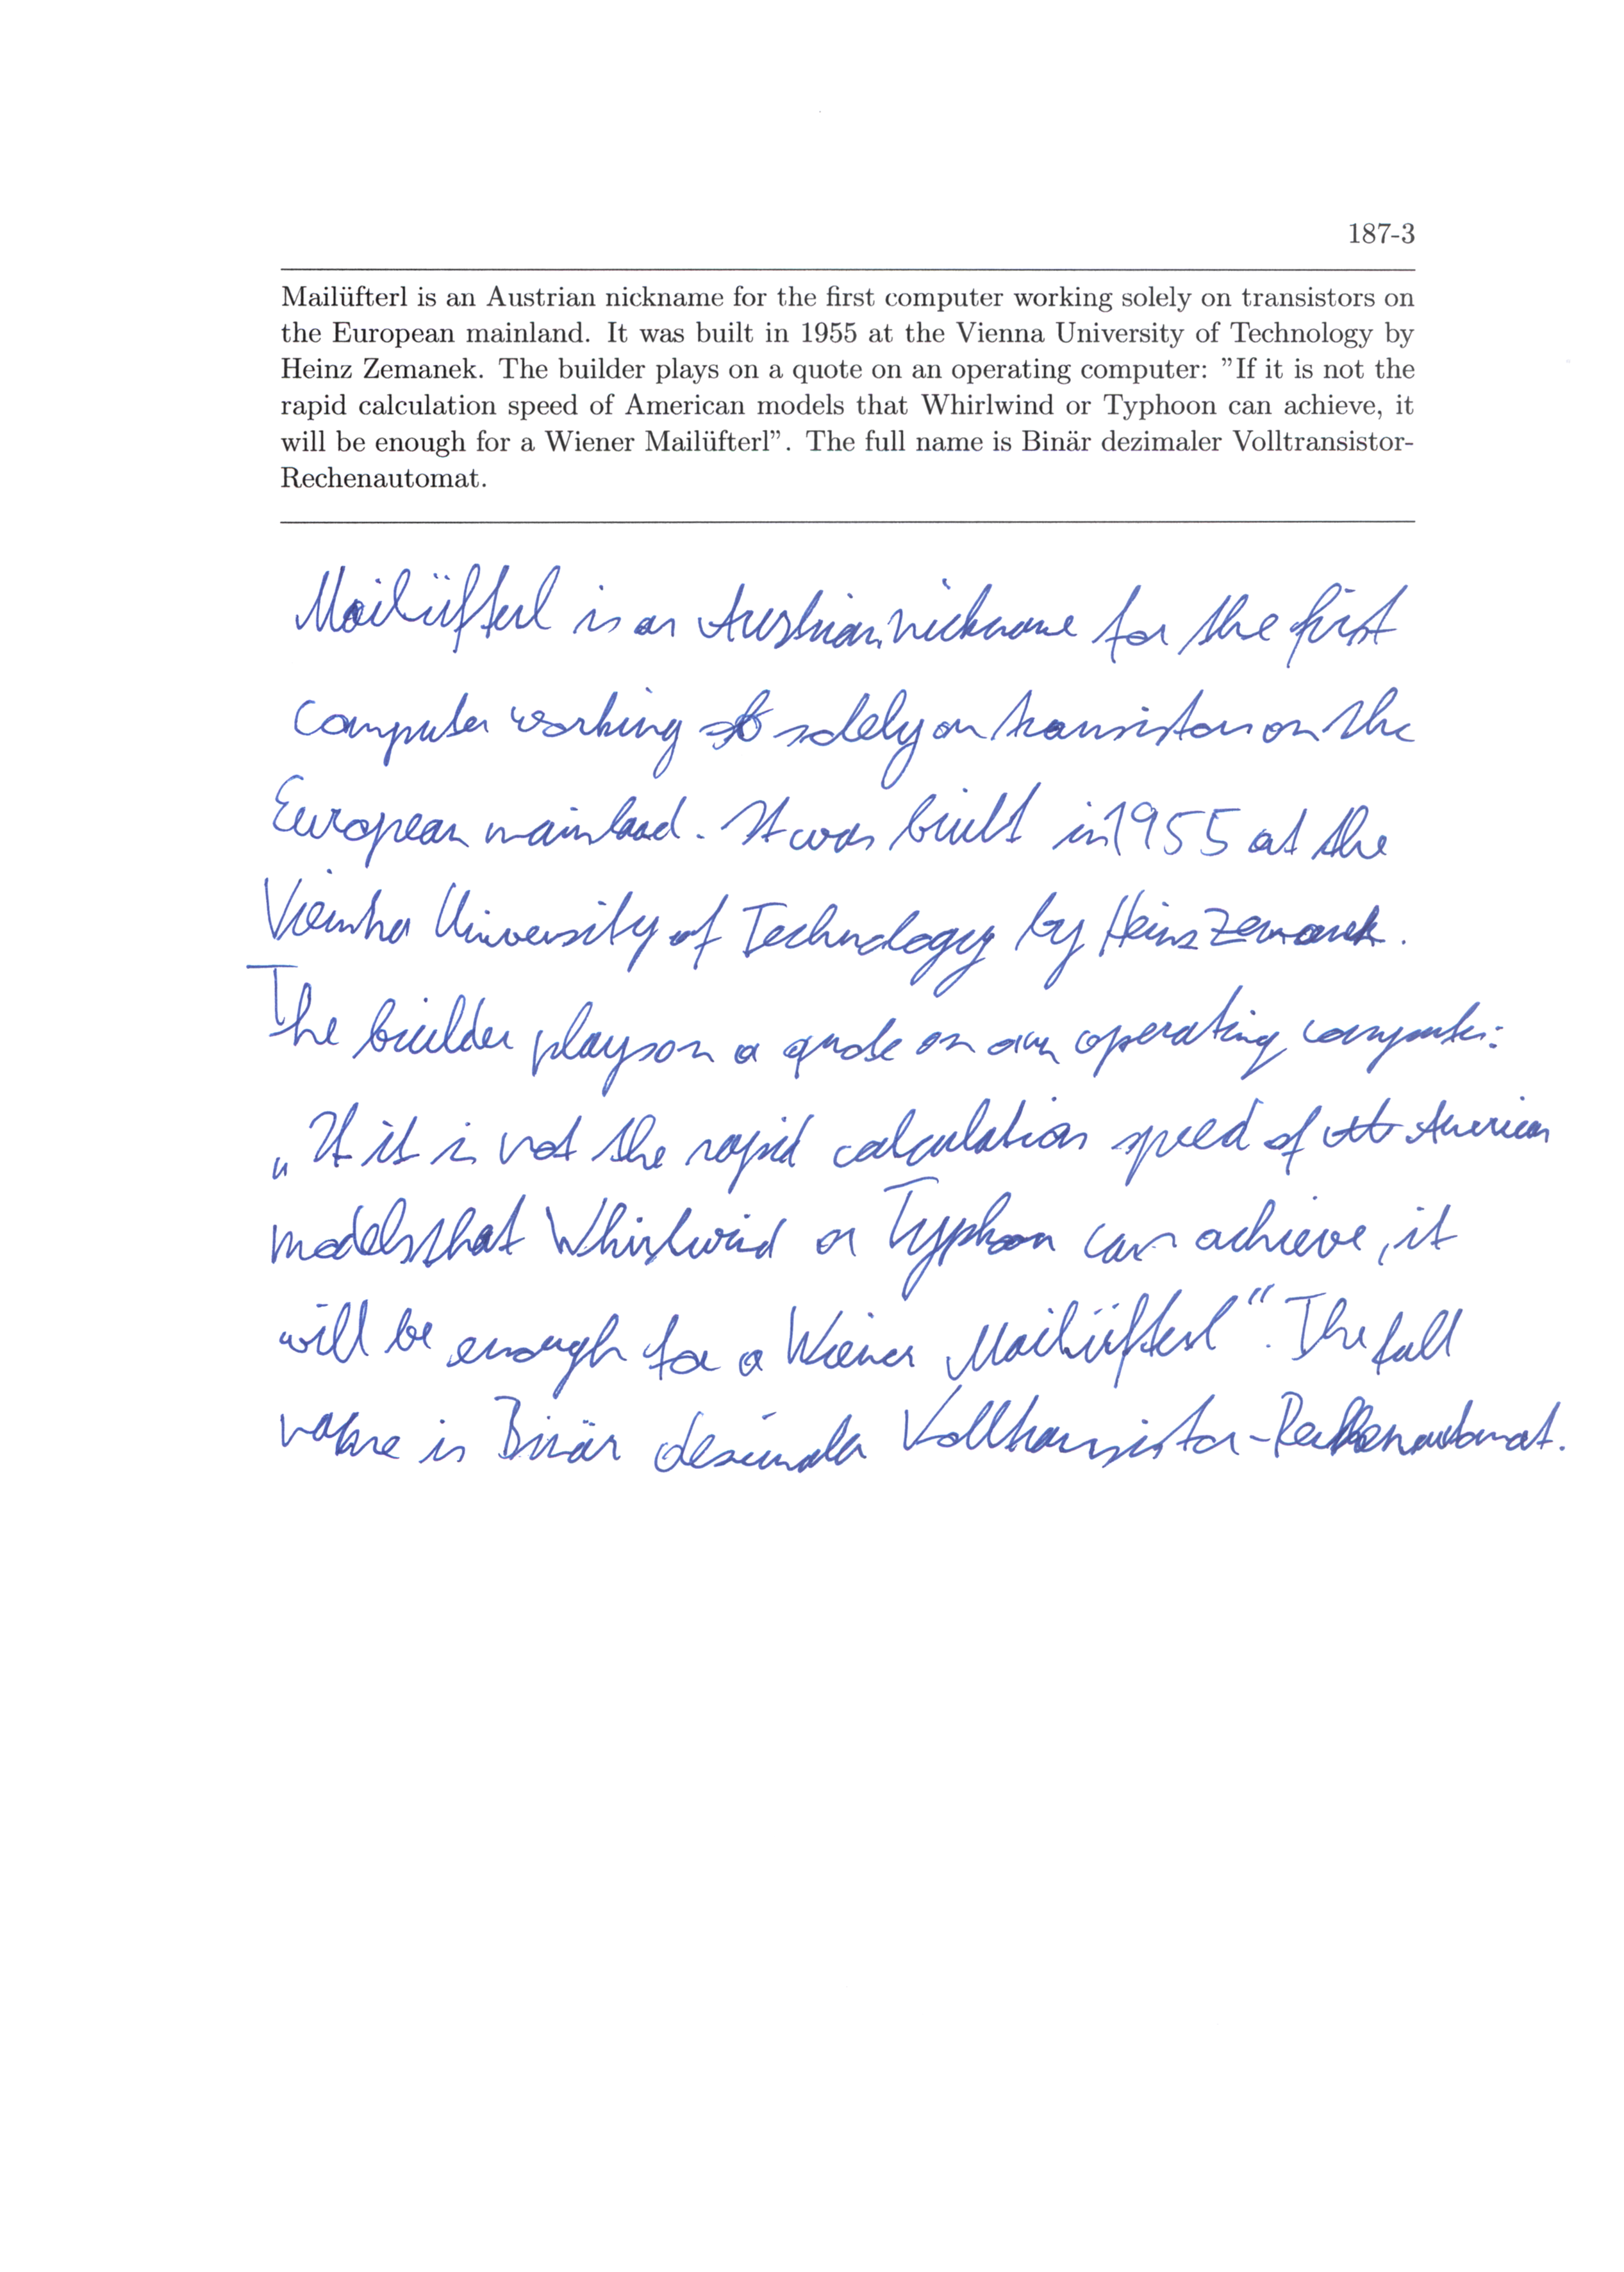 187-3
Mailüfterl is an Austrian nickname for the first computer working solely on transistors on
the European mainland. It was built in 1955 at the Vienna University of Technology by
Heinz Zemanek. The builder plays on a quote on an operating computer: ”If it is not the
rapid calculation speed of American models that Whirlwind or Typhoon can achieve, it
will be enough for a Wiener Mailüfterl”. The full name is Binär dezimaler Volltransistor-
Rechenautomat.
Mailüfterl is an Austrian nickname for the first
computer working solely on transistors on the
European mainland. It was built in 1955 at the
Vienna University of Technology by Heinz Zemanek.
The builder plays on a quote on an operating computer:
„If it is not the rapid calculation speed of American
models that Whirlwind or Typhoon can achieve, it
will be enough for a Wiener Mailüfterl“. The full
name is Binär dezimaler Volltransistor-Rechenautomat.